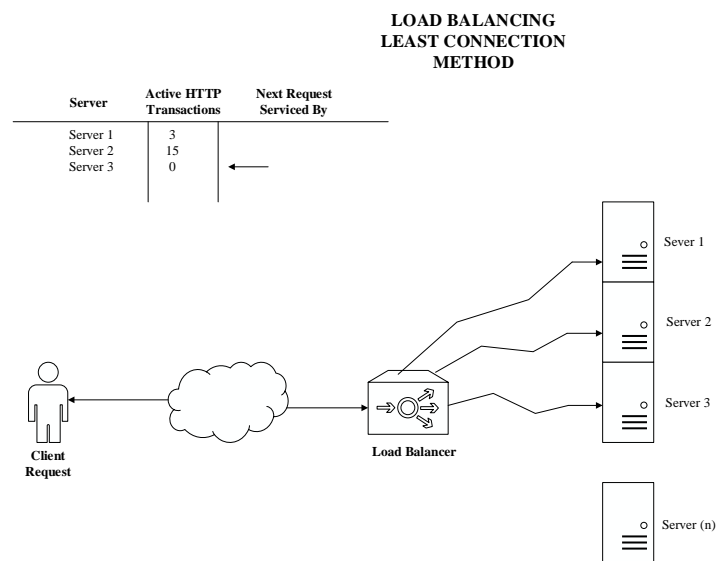 LOAD BALANCING
LEAST CONNECTION
METHOD
Server Active HTTP Transactions Next Request Serviced By
Server 1 3
Server 2 15
Server 3 0
Sever 1
Server 2
Server 3
Client
Request
Load Balancer
Server (n)